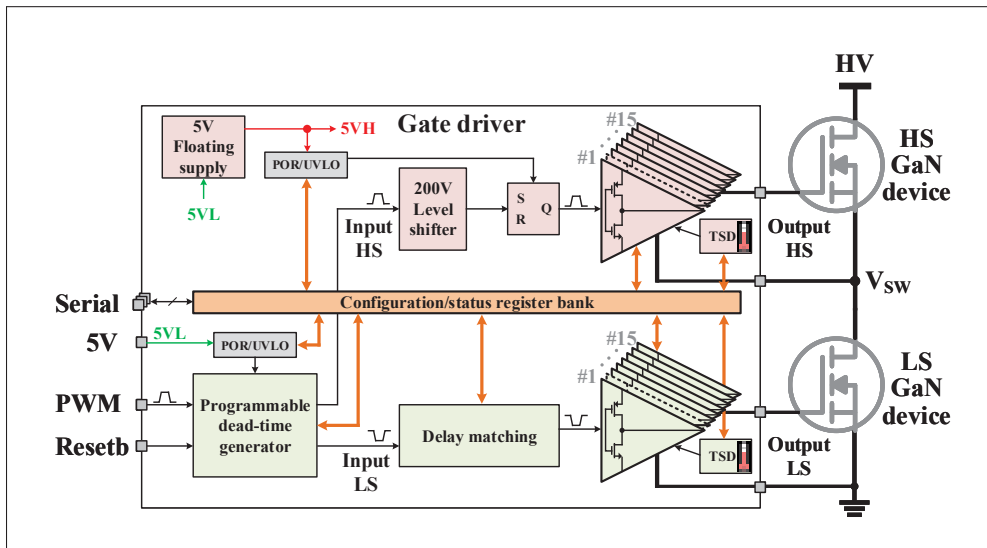 HV
Gate driver
5V
Floating
supply
5VH
POR/UVLO
5VL
Input
HS
200V
Level
shifter
S
R
Q
#1
#15
TSD
Output
HS
HS
GaN
device
VSW
Serial
Configuration/status register bank
5V
5VL
POR/UVLO
PWM
Resetb
Programmable
dead-time
generator
Input
LS
Delay matching
#1
#15
TSD
Output
LS
LS
GaN
device